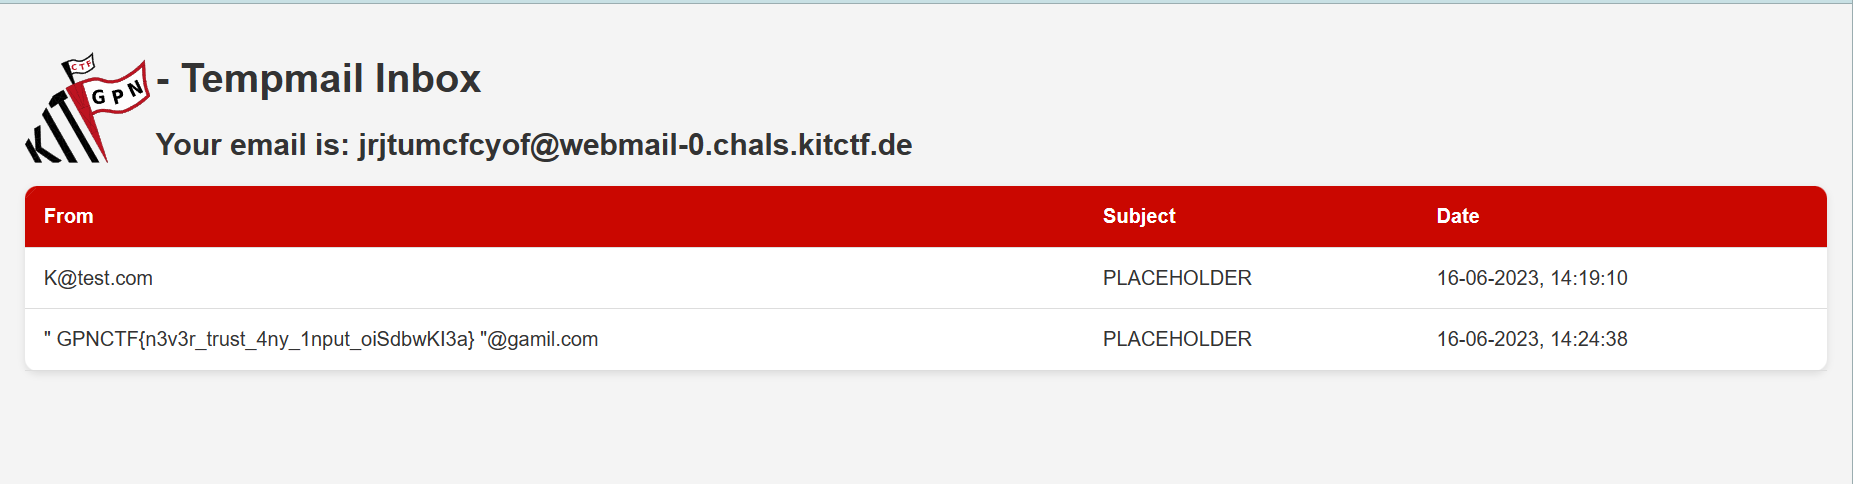 CTF
GPN
KIT
- Tempmail Inbox
Your email is: jrjtumcfcyof@webmail-0.chals.kitctf.de
From Subject Date
K@test.com PLACEHOLDER 16-06-2023, 14:19:10
" GPNCTF{n3v3r_trust_4ny_1nput_oiSdbwKI3a} "@gamil.com PLACEHOLDER 16-06-2023, 14:24:38